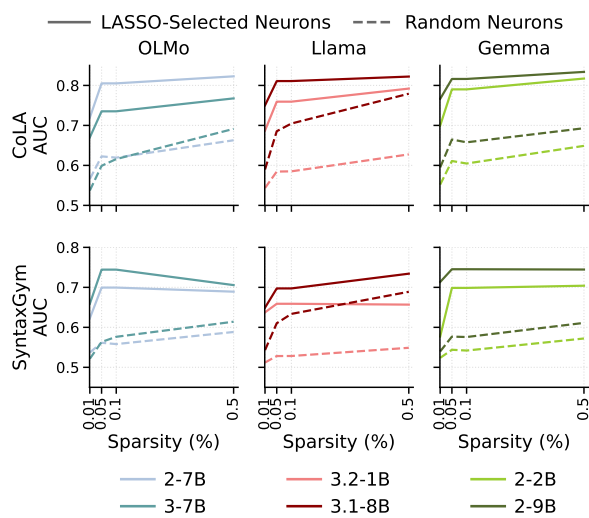 LASSO-Selected Neurons Random Neurons
OLMo Llama Gemma
CoLA
AUC
0.8
0.7
0.6
0.5
SyntaxGym
AUC
0.8
0.7
0.6
0.5
0.01 0.05 0.1 0.5 0.01 0.05 0.1 0.5 0.01 0.05 0.1 0.5
Sparsity (%) Sparsity (%) Sparsity (%)
2-7B 3.2-1B 2-2B
3-7B 3.1-8B 2-9B